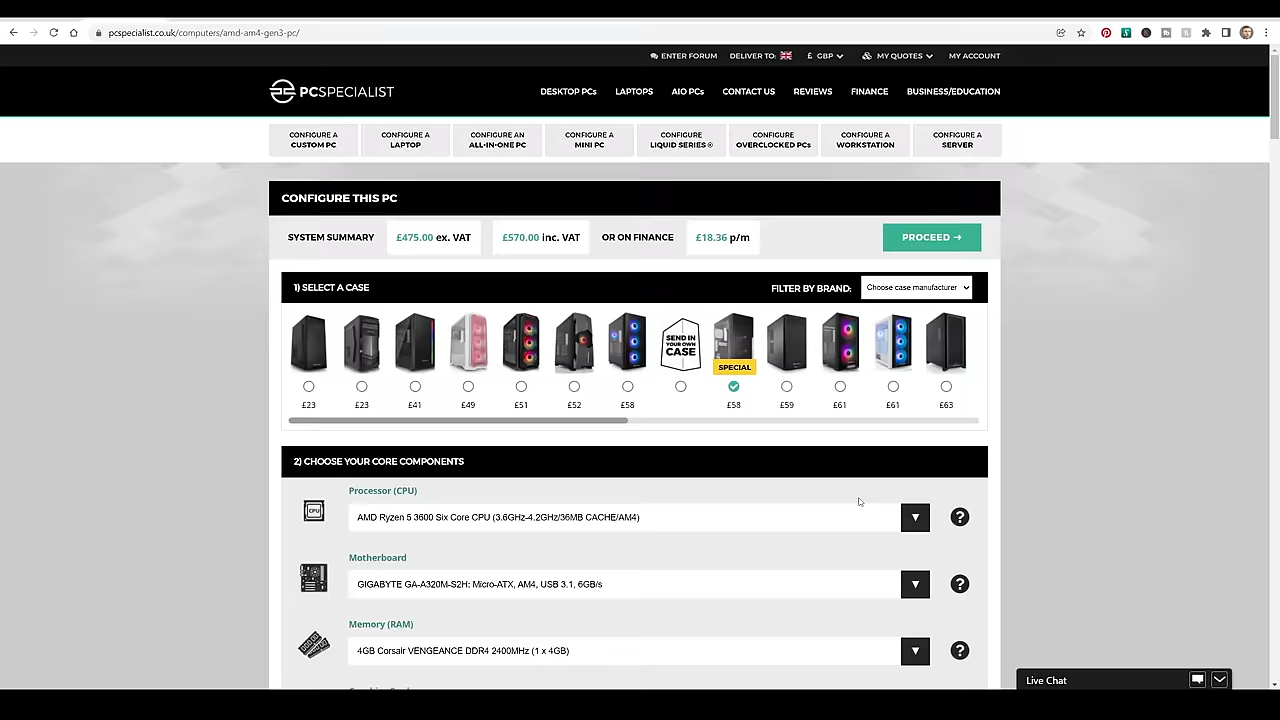 pcspecialist.co.uk/computers/amd-am4-gen3-pc/
ENTER FORUM DELIVER TO: £ GBP MY QUOTES MY ACCOUNT
PCSPECIALIST
DESKTOP PCs LAPTOPS AIO PCs CONTACT US REVIEWS FINANCE BUSINESS/EDUCATION
CONFIGURE A CUSTOM PC
CONFIGURE A LAPTOP
CONFIGURE AN ALL-IN-ONE PC
CONFIGURE A MINI PC
CONFIGURE LIQUID SERIES ®
CONFIGURE OVERCLOCKED PCs
CONFIGURE A WORKSTATION
CONFIGURE A SERVER
CONFIGURE THIS PC
SYSTEM SUMMARY £475.00 ex. VAT £570.00 inc. VAT OR ON FINANCE £18.36 p/m PROCEED →
1) SELECT A CASE FILTER BY BRAND: Choose case manufacturer
SEND IN YOUR OWN CASE
SPECIAL
£23 £23 £41 £49 £51 £52 £58 £58 £59 £61 £61 £63
2) CHOOSE YOUR CORE COMPONENTS
Processor (CPU)
CPU
AMD Ryzen 5 3600 Six Core CPU (3.6GHz-4.2GHz/36MB CACHE/AM4)
?
Motherboard
GIGABYTE GA-A320M-S2H: Micro-ATX, AM4, USB 3.1, 6GB/s
?
Memory (RAM)
4GB Corsair VENGEANCE DDR4 2400MHz (1 x 4GB)
?
Live Chat